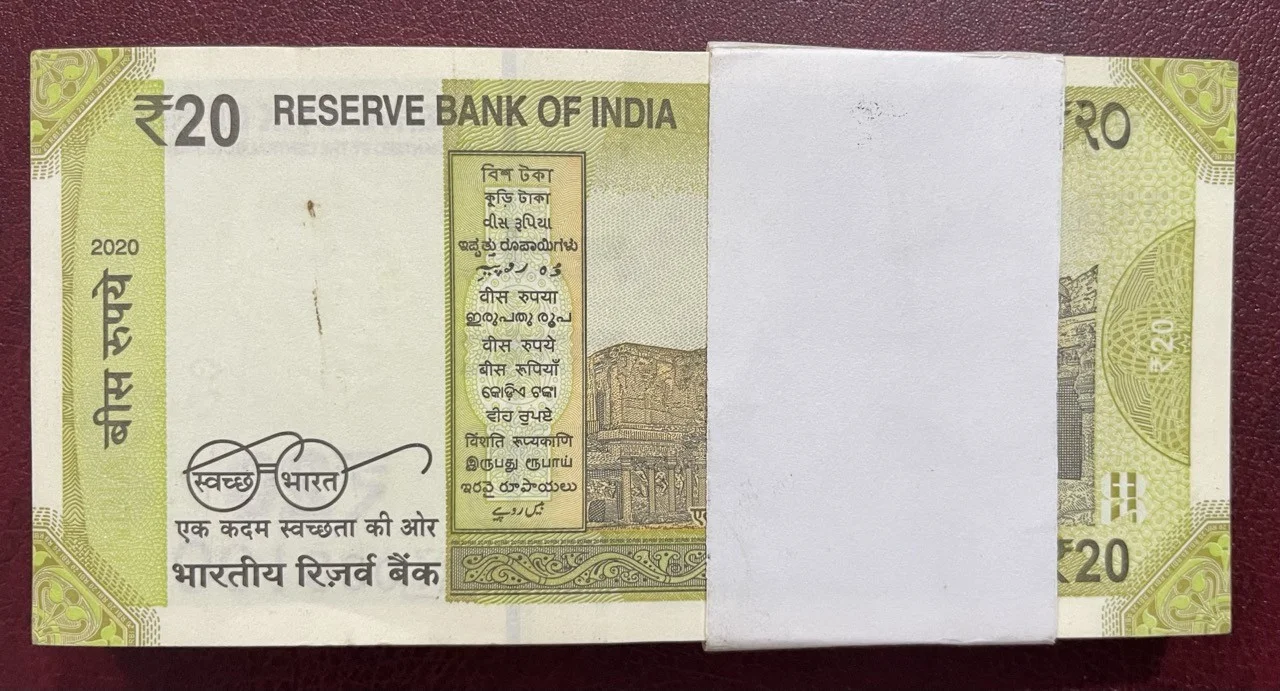 ₹20
RESERVE BANK OF INDIA
₹२०
2020
बीस रुपये
বিশ টকা
কুড়ি টাকা
વીસ રૂપિયા
ಇಪ್ಪತ್ತು ರೂಪಾಯಿಗಳು
वीस रुपया
ഇരുപതു രൂപ
वीस रुपये
बीस रूपियाँ
କୋଡ଼ିଏ ଟଙ୍କା
ਵੀਹ ਰੁਪਏ
विंशति रूप्यकाणि
இருபது ரூபாய்
ఇరవై రూపాయలు
بیس روپے
₹20
स्वच्छ भारत
एक कदम स्वच्छता की ओर
भारतीय रिज़र्व बैंक
₹20